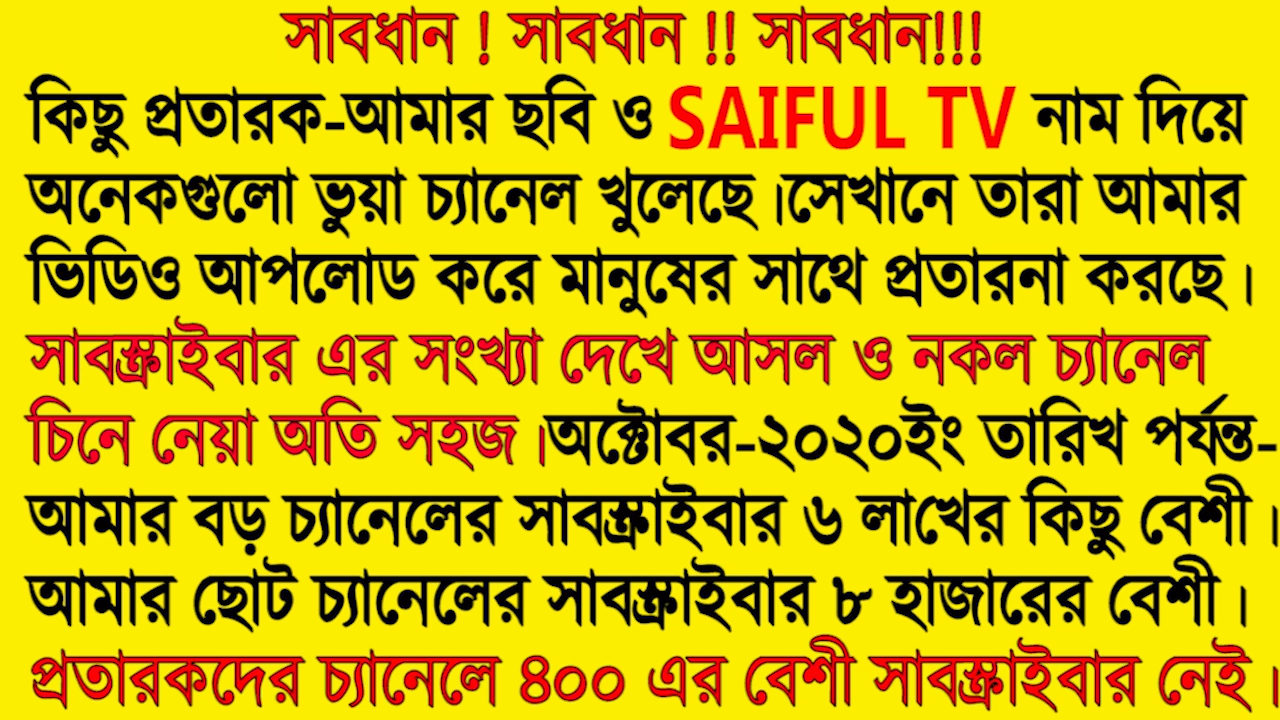 সাবধান ! সাবধান !! সাবধান!!!
কিছু প্রতারক-আমার ছবি ও SAIFUL TV নাম দিয়ে
অনেকগুলো ভুয়া চ্যানেল খুলেছে।সেখানে তারা আমার
ভিডিও আপলোড করে মানুষের সাথে প্রতারনা করছে।
সাবস্ক্রাইবার এর সংখ্যা দেখে আসল ও নকল চ্যানেল
চিনে নেয়া অতি সহজ।অক্টোবর-২০২০ইং তারিখ পর্যন্ত-
আমার বড় চ্যানেলের সাবস্ক্রাইবার ৬ লাখের কিছু বেশী।
আমার ছোট চ্যানেলের সাবস্ক্রাইবার ৮ হাজারের বেশী।
প্রতারকদের চ্যানেলে ৪০০ এর বেশী সাবস্ক্রাইবার নেই।